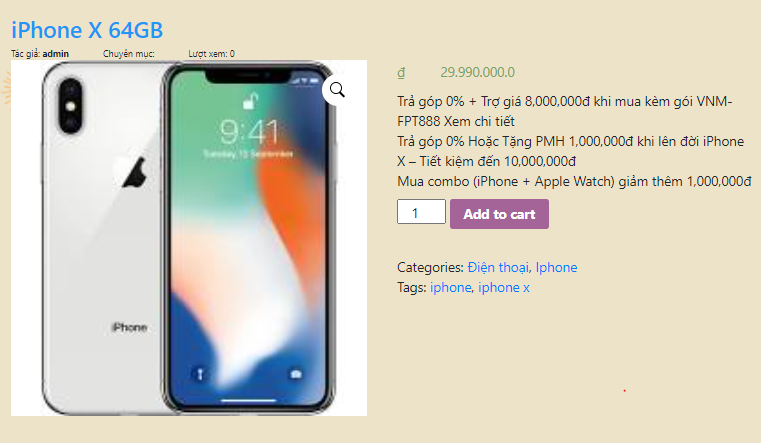 iPhone X 64GB
Tác giả: admin Chuyên mục: Lượt xem: 0
₫ 29.990.000.0
Trả góp 0% + Trợ giá 8,000,000đ khi mua kèm gói VNM-
FPT888 Xem chi tiết
Trả góp 0% Hoặc Tặng PMH 1,000,000đ khi lên đời iPhone
X – Tiết kiệm đến 10,000,000đ
Mua combo (iPhone + Apple Watch) giảm thêm 1,000,000đ
1 Add to cart
Categories: Điện thoại, Iphone
Tags: iphone, iphone x
9:41
Tuesday, 12 September
iPhone